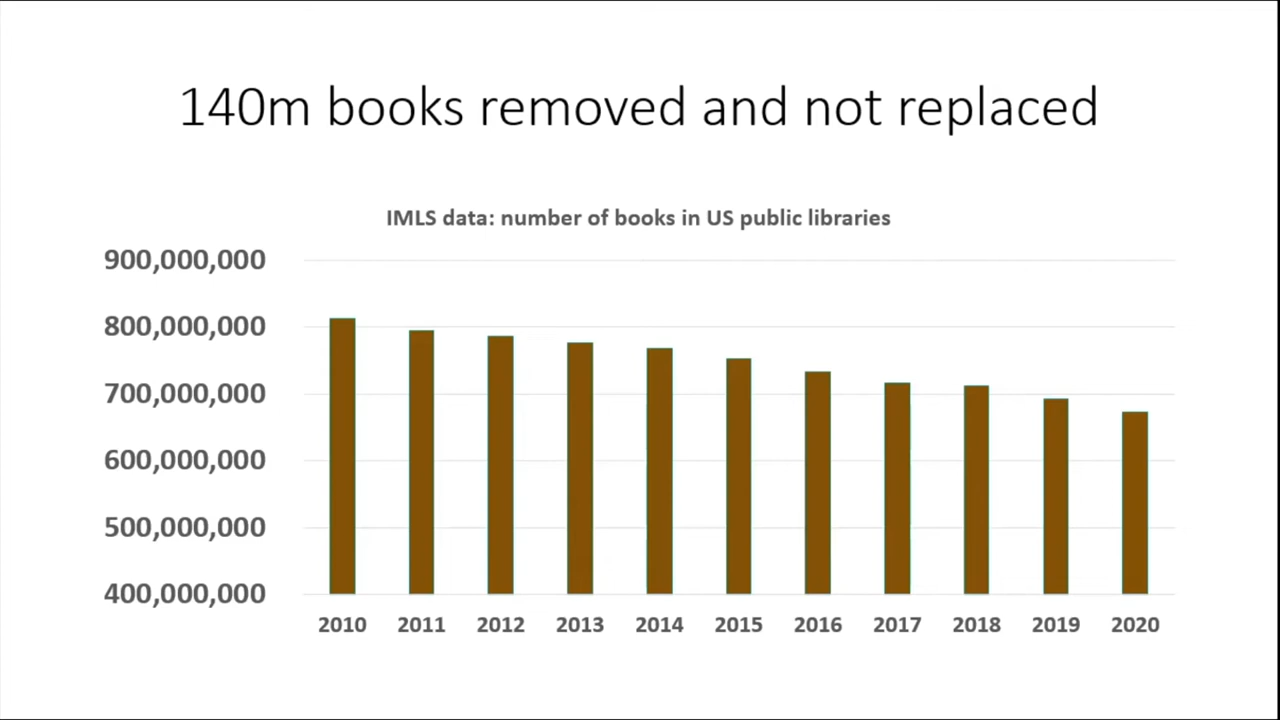 140m books removed and not replaced
IMLS data: number of books in US public libraries
900,000,000
800,000,000
700,000,000
600,000,000
500,000,000
400,000,000
2010 2011 2012 2013 2014 2015 2016 2017 2018 2019 2020